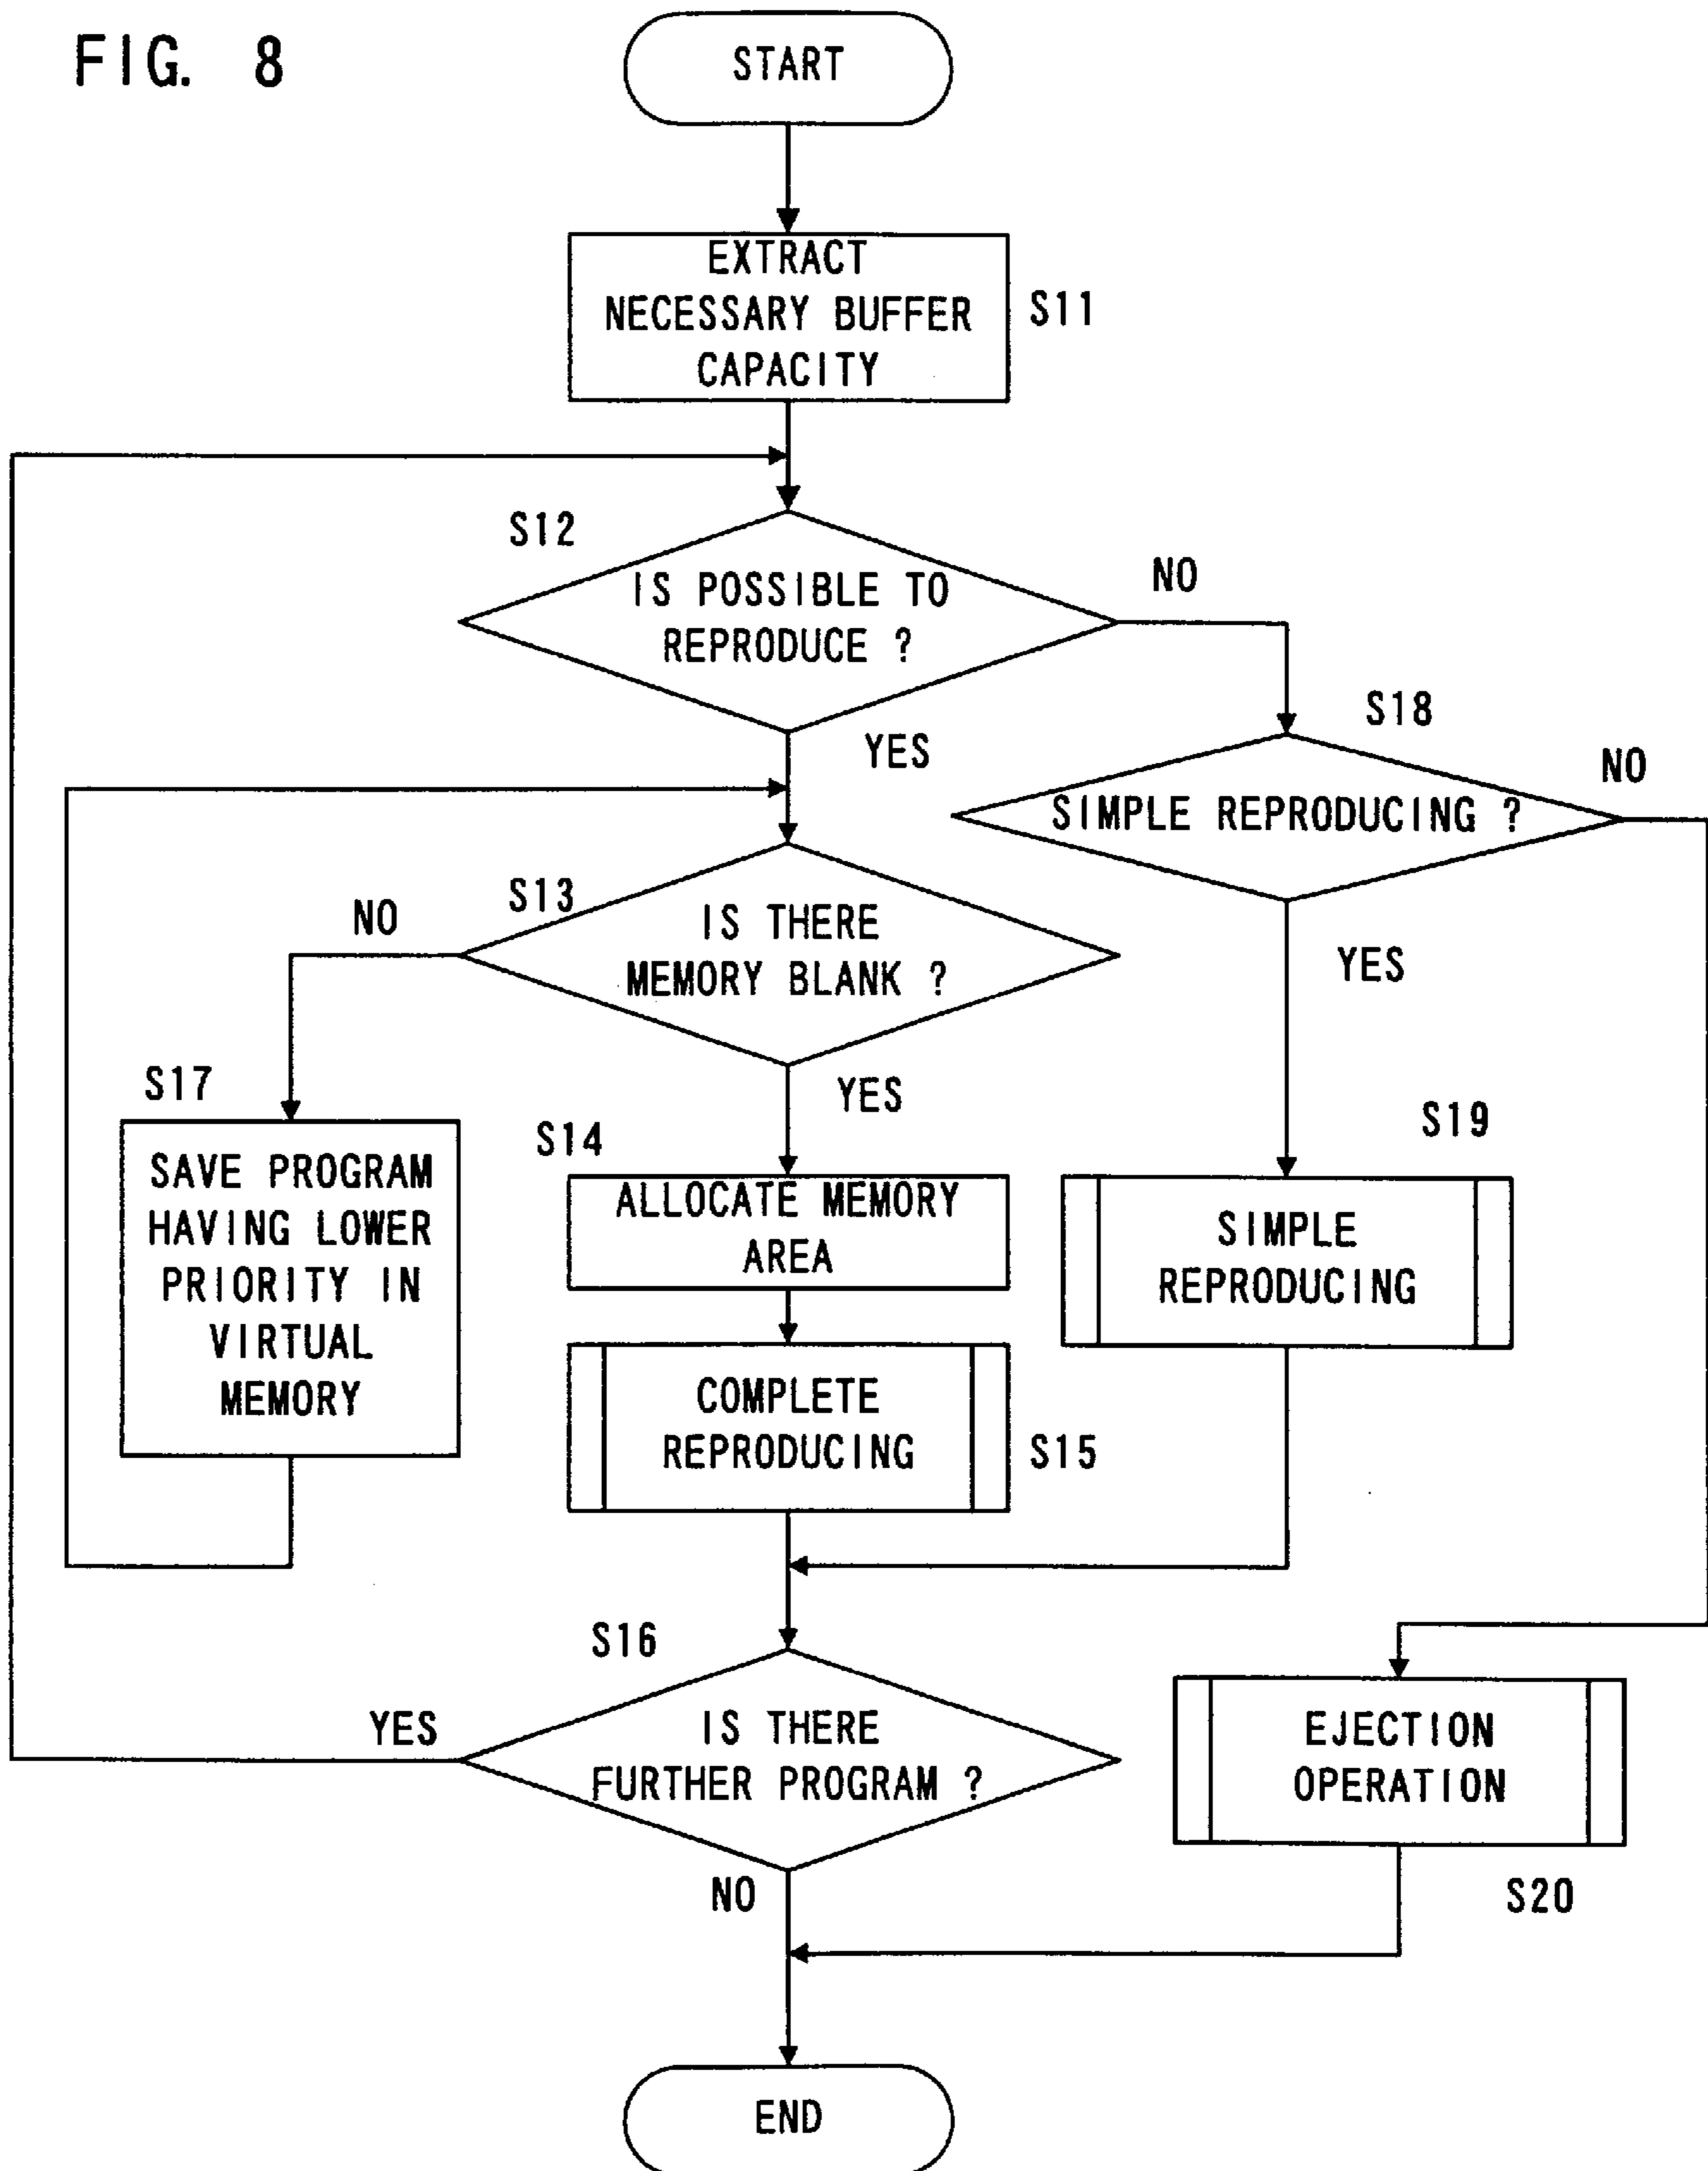 FIG. 8
START
EXTRACT
NECESSARY BUFFER
CAPACITY
S11
S12
IS POSSIBLE TO
REPRODUCE ?
NO
YES
S18
SIMPLE REPRODUCING ?
NO
YES
S13
NO
IS THERE
MEMORY BLANK ?
YES
S17
SAVE PROGRAM
HAVING LOWER
PRIORITY IN
VIRTUAL
MEMORY
S14
ALLOCATE MEMORY
AREA
S19
SIMPLE
REPRODUCING
COMPLETE
REPRODUCING
S15
S16
YES
IS THERE
FURTHER PROGRAM ?
NO
EJECTION
OPERATION
S20
END